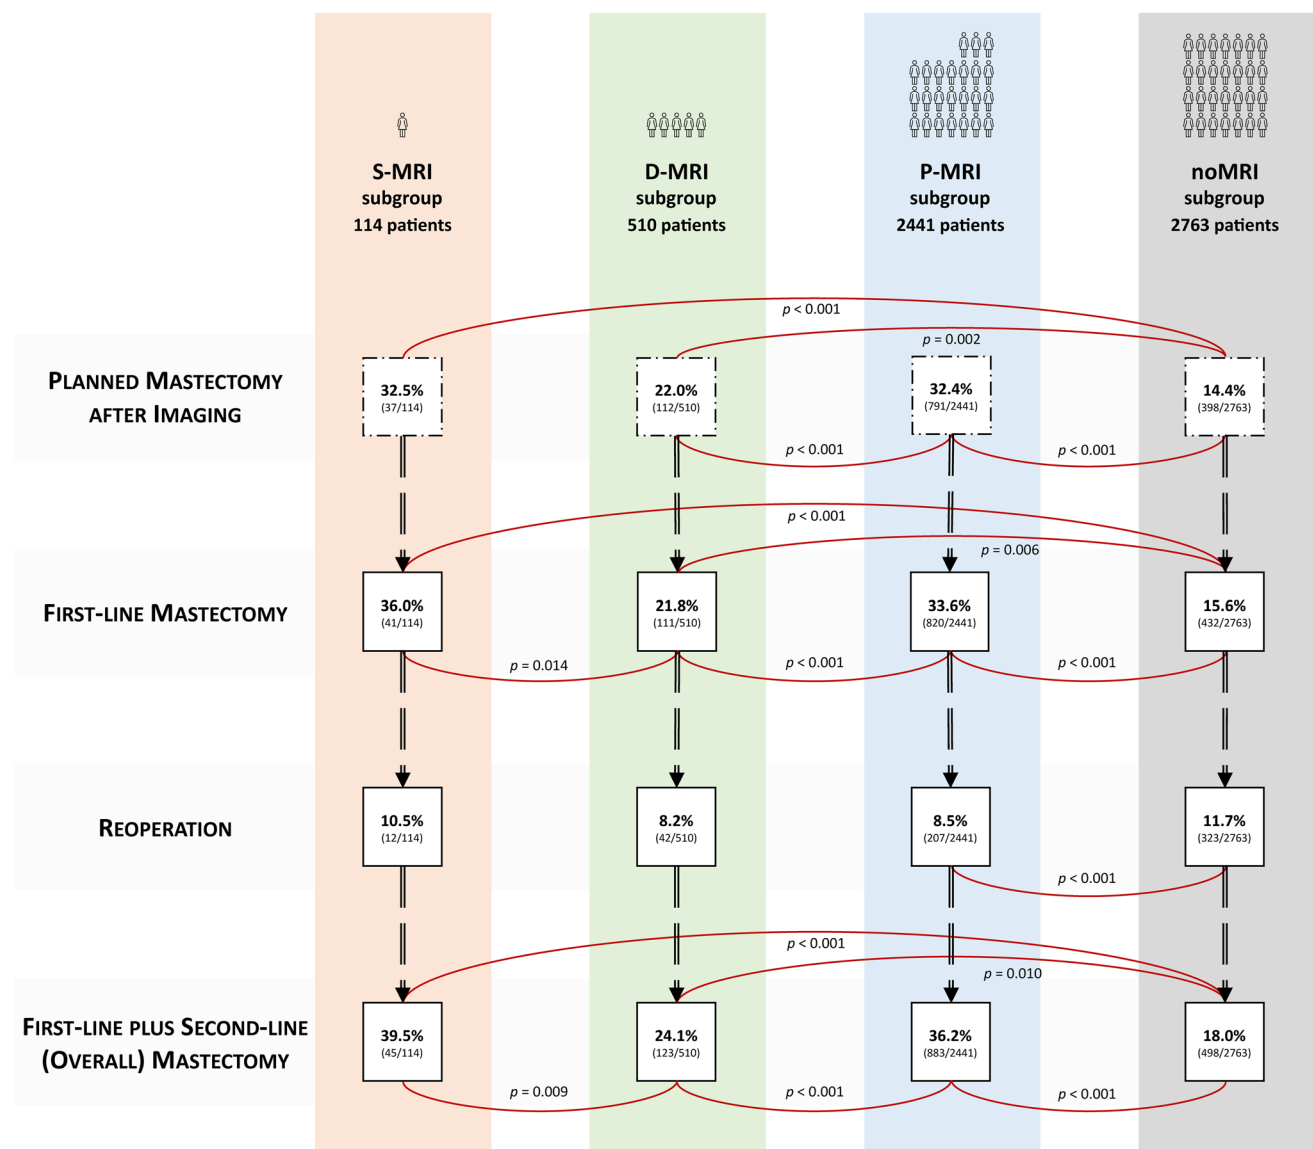 S-MRI
subgroup
114 patients
D-MRI
subgroup
510 patients
P-MRI
subgroup
2441 patients
noMRI
subgroup
2763 patients
p < 0.001
p = 0.002
PLANNED MASTECTOMY
AFTER IMAGING
32.5%
(37/114)
22.0%
(112/510)
32.4%
(791/2441)
14.4%
(398/2763)
p < 0.001
p < 0.001
p < 0.001
p = 0.006
FIRST-LINE MASTECTOMY
36.0%
(41/114)
21.8%
(111/510)
33.6%
(820/2441)
15.6%
(432/2763)
p = 0.014
p < 0.001
p < 0.001
REOPERATION
10.5%
(12/114)
8.2%
(42/510)
8.5%
(207/2441)
11.7%
(323/2763)
p < 0.001
p < 0.001
p = 0.010
FIRST-LINE PLUS SECOND-LINE
(OVERALL) MASTECTOMY
39.5%
(45/114)
24.1%
(123/510)
36.2%
(883/2441)
18.0%
(498/2763)
p = 0.009
p < 0.001
p < 0.001